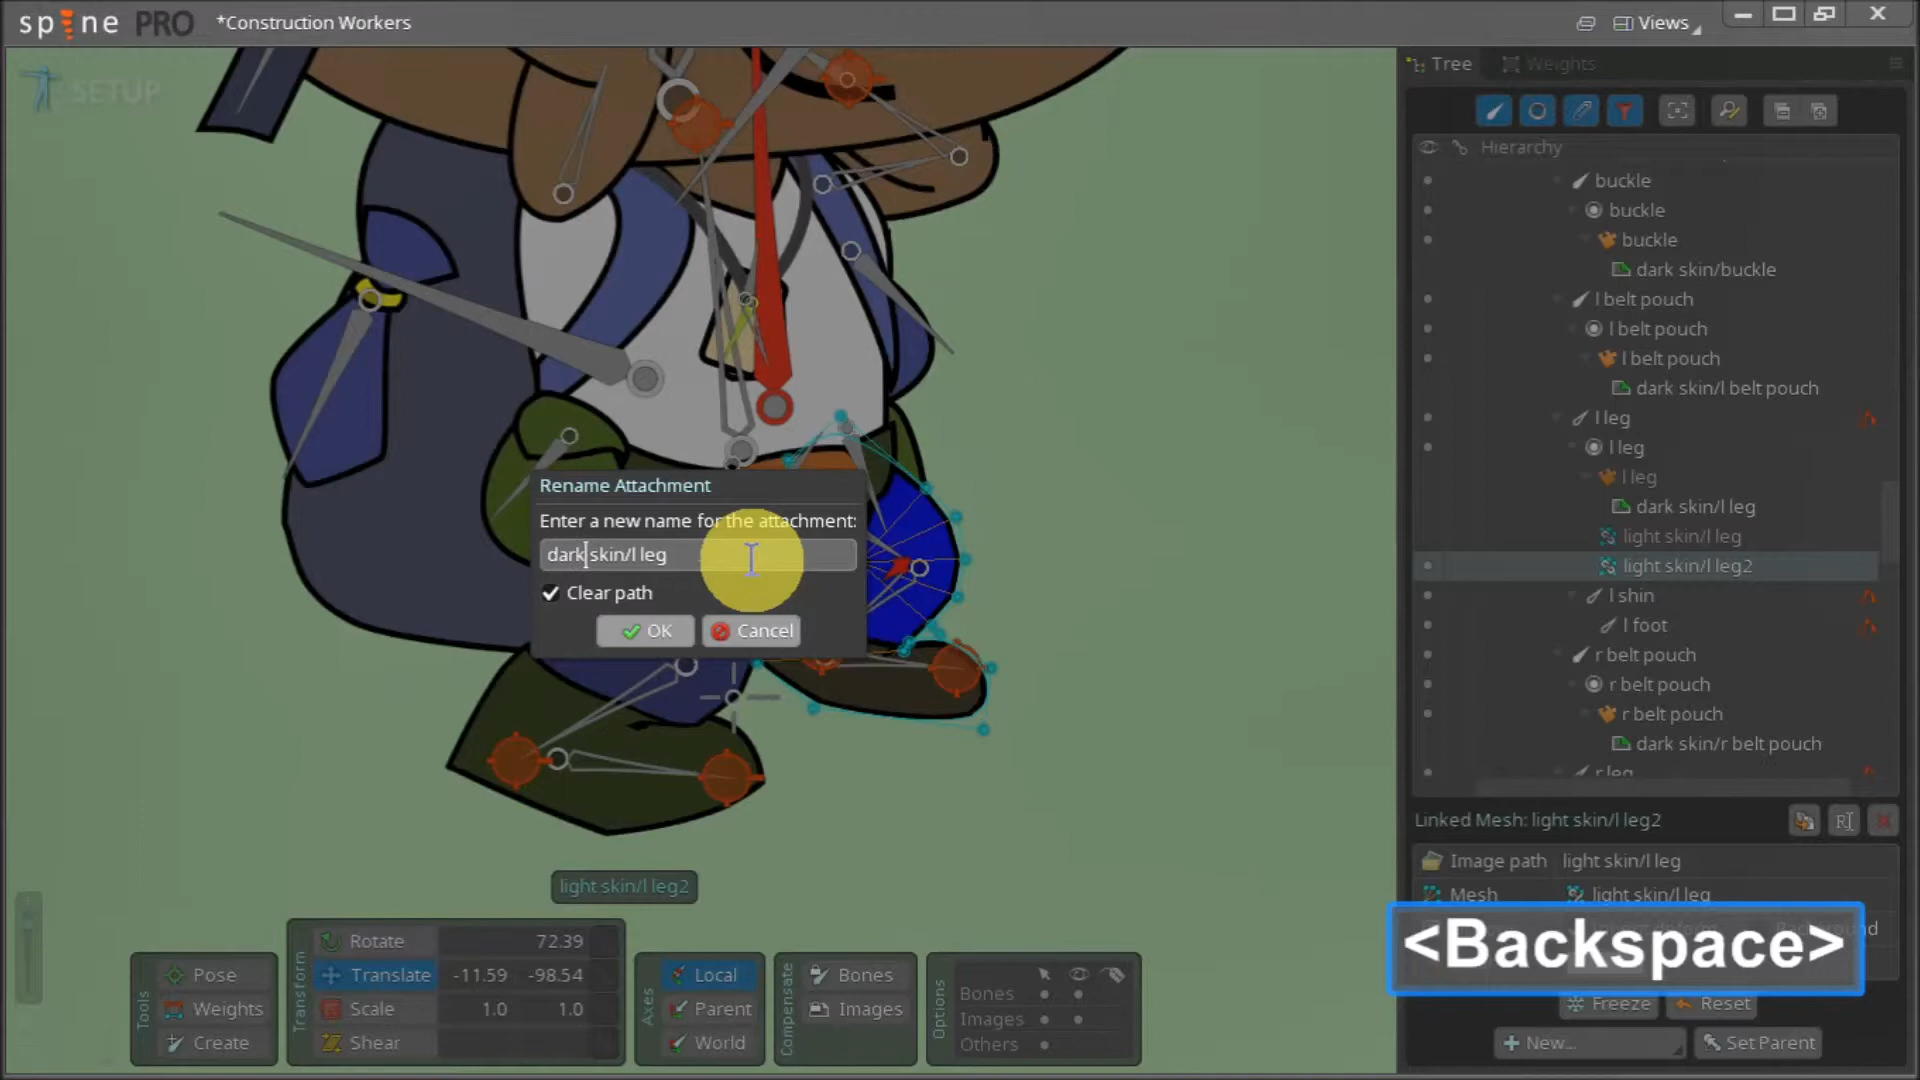 spine PRO *Construction Workers Views
SETUP
Tree Weights
Hierarchy
buckle
buckle
buckle
dark skin/buckle
l belt pouch
l belt pouch
l belt pouch
dark skin/l belt pouch
l leg
l leg
l leg
dark skin/l leg
light skin/l leg
light skin/l leg2
l shin
l foot
r belt pouch
r belt pouch
r belt pouch
dark skin/r belt pouch
r leg
Rename Attachment
Enter a new name for the attachment:
dark skin/l leg
Clear path
OK Cancel
Linked Mesh: light skin/l leg2
Image path light skin/l leg
Mesh light skin/l leg
<Backspace>
Freeze Reset
New... Set Parent
light skin/l leg2
Tools
Pose
Weights
Create
Transform
Rotate 72.39
Translate -11.59 -98.54
Scale 1.0 1.0
Shear
Axes
Local
Parent
World
Compensate
Bones
Images
Options
Bones
Images
Others